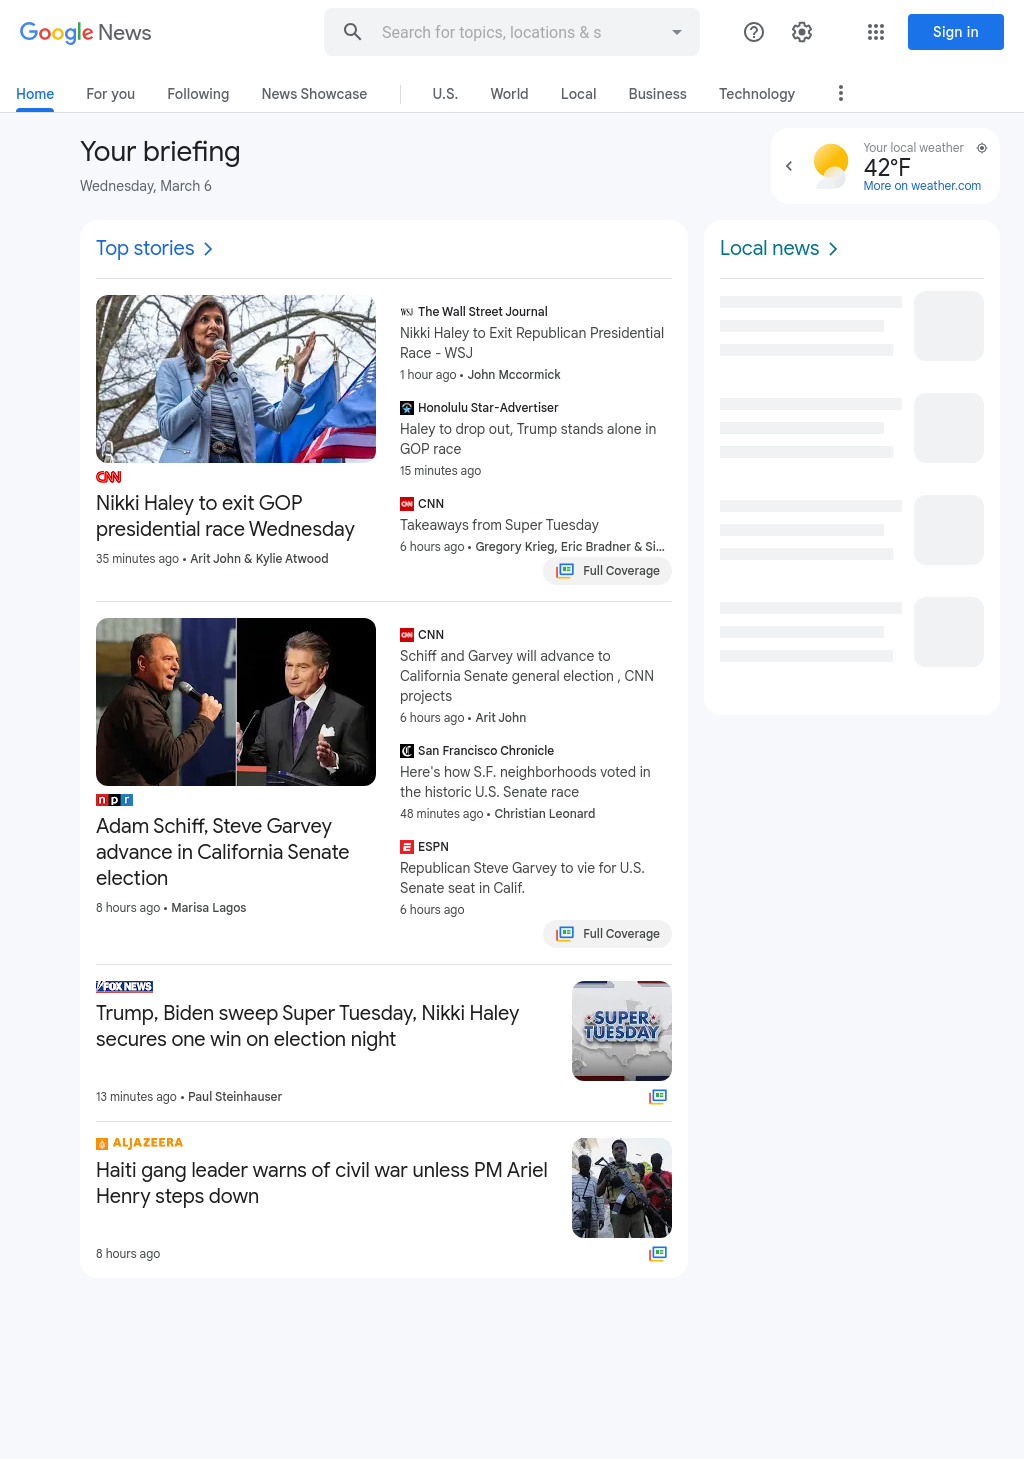 Google News
Search for topics, locations & s
Sign in
Home
For you
Following
News Showcase
U.S.
World
Local
Business
Technology
Your briefing
Wednesday, March 6
Your local weather
42°F
More on weather.com
Top stories
CNN
Nikki Haley to exit GOP
presidential race Wednesday
35 minutes ago • Arit John & Kylie Atwood
WSJ The Wall Street Journal
Nikki Haley to Exit Republican Presidential
Race - WSJ
1 hour ago • John Mccormick
Honolulu Star-Advertiser
Haley to drop out, Trump stands alone in
GOP race
15 minutes ago
CNN CNN
Takeaways from Super Tuesday
6 hours ago • Gregory Krieg, Eric Bradner & Si...
Full Coverage
npr
Adam Schiff, Steve Garvey
advance in California Senate
election
8 hours ago • Marisa Lagos
CNN CNN
Schiff and Garvey will advance to
California Senate general election , CNN
projects
6 hours ago • Arit John
San Francisco Chronicle
Here's how S.F. neighborhoods voted in
the historic U.S. Senate race
48 minutes ago • Christian Leonard
E ESPN
Republican Steve Garvey to vie for U.S.
Senate seat in Calif.
6 hours ago
Full Coverage
FOX NEWS
Trump, Biden sweep Super Tuesday, Nikki Haley
secures one win on election night
13 minutes ago • Paul Steinhauser
SUPER
TUESDAY
ALJAZEERA
Haiti gang leader warns of civil war unless PM Ariel
Henry steps down
8 hours ago
Local news